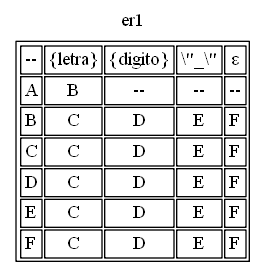 er1
-- {letra} {digito} \"_\" ε
A B -- -- --
B C D E F
C C D E F
D C D E F
E C D E F
F C D E F